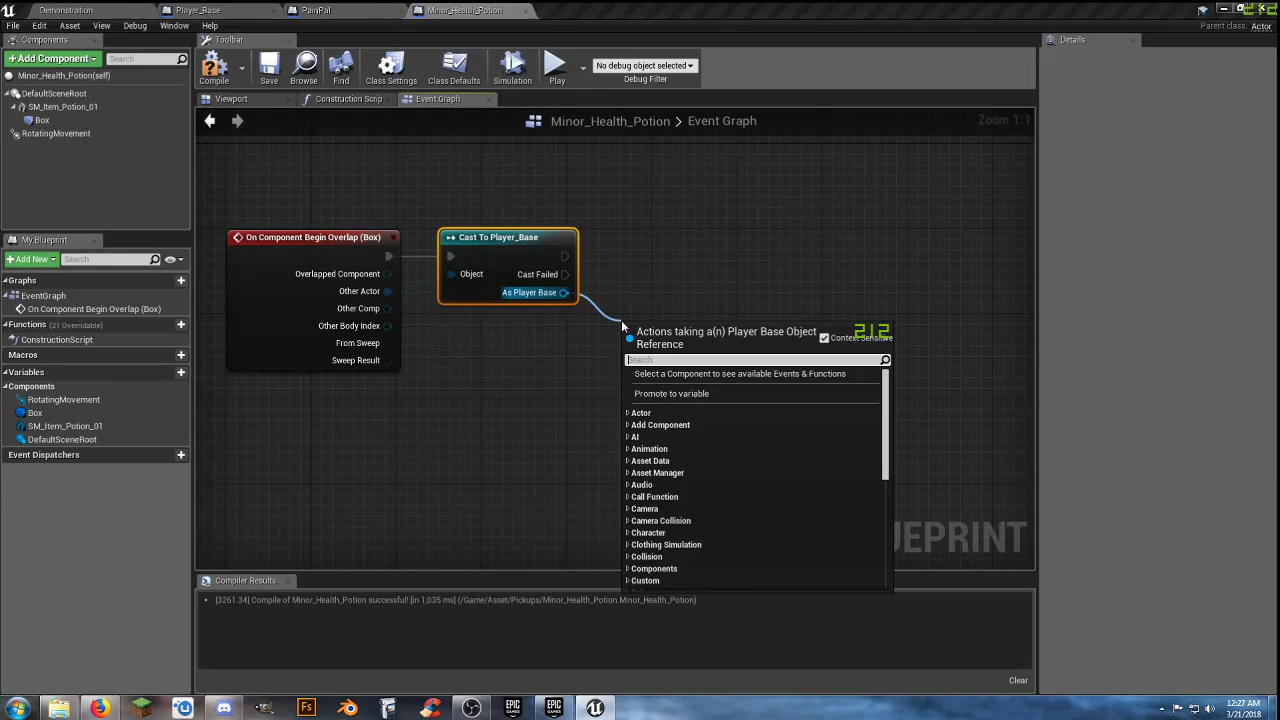 Demonstration
Player_Base
PainPal
Minor_Health_Potion
File Edit Asset View Debug Window Help
Parent class: Actor
Components
Toolbar
Details
Add Component
Search
Minor_Health_Potion(self)
DefaultSceneRoot
SM_Item_Potion_01
Box
RotatingMovement
Compile
Save
Browse
Find
Class Settings
Class Defaults
Simulation
Play
No debug object selected
Debug Filter
Viewport
Construction Scrip
Event Graph
Minor_Health_Potion > Event Graph
Zoom 1:1
On Component Begin Overlap (Box)
Overlapped Component
Other Actor
Other Comp
Other Body Index
From Sweep
Sweep Result
Cast To Player_Base
Object
Cast Failed
As Player Base
Actions taking a(n) Player Base Object
Reference
212
Context Sensitive
Search
Select a Component to see available Events & Functions
Promote to variable
Actor
Add Component
AI
Animation
Asset Data
Asset Manager
Audio
Call Function
Camera
Camera Collision
Character
Clothing Simulation
Collision
Components
Custom
My Blueprint
Add New
Search
Graphs
EventGraph
On Component Begin Overlap (Box)
Functions (21 Overridable)
ConstructionScript
Macros
Variables
Components
RotatingMovement
Box
SM_Item_Potion_01
DefaultSceneRoot
Event Dispatchers
EPRINT
Compiler Results
[3261.34] Compile of Minor_Health_Potion successful! [in 1,035 ms] (/Game/Asset/Pickups/Minor_Health_Potion.Minor_Health_Potion)
Clear
Fs
EPIC
GAMES
EPIC
GAMES
12:27 AM
3/21/2018